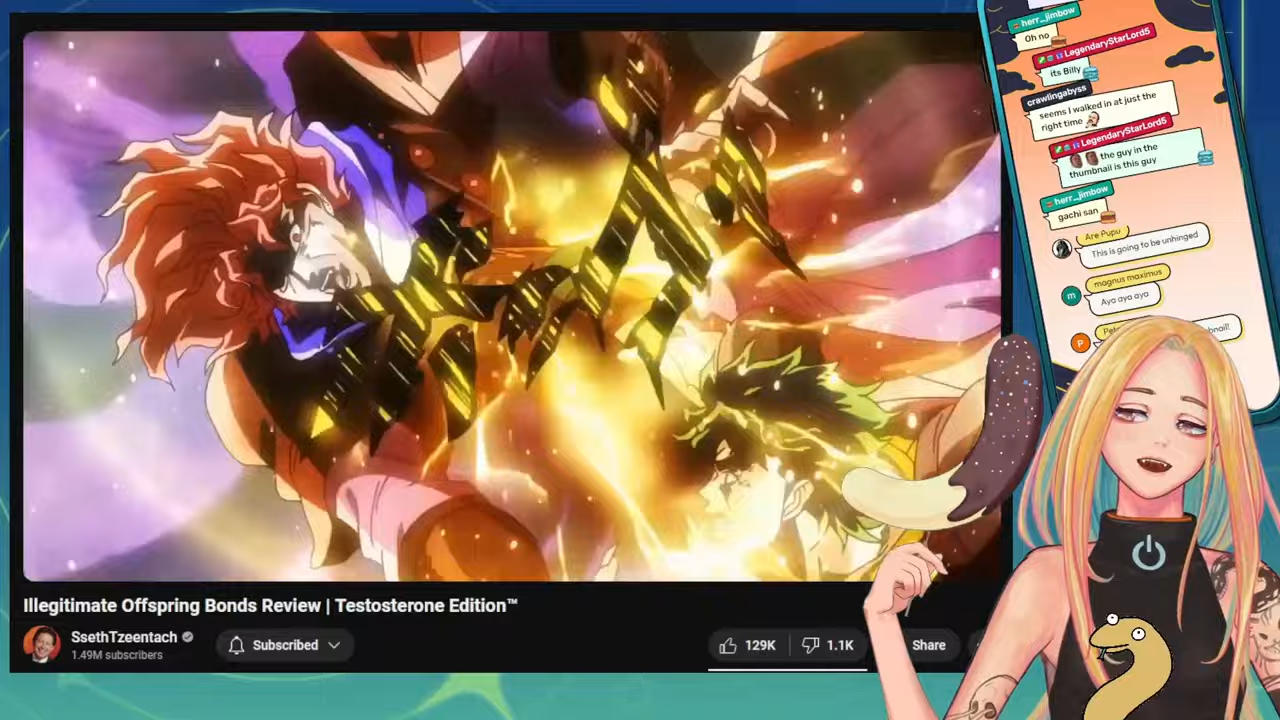 herr_jimbow
Oh no
LegendaryStarLord5
its Billy
crawlingabyss
seems I walked in at just the
right time
LegendaryStarLord5
the guy in the
thumbnail is this guy
herr_jimbow
gachi san
Are Pupu
This is going to be unhinged
magnus maximus
m
Aya aya aya
P
Illegitimate Offspring Bonds Review | Testosterone Edition™
SsethTzeentach
1.49M subscribers
Subscribed
129K
1.1K
Share